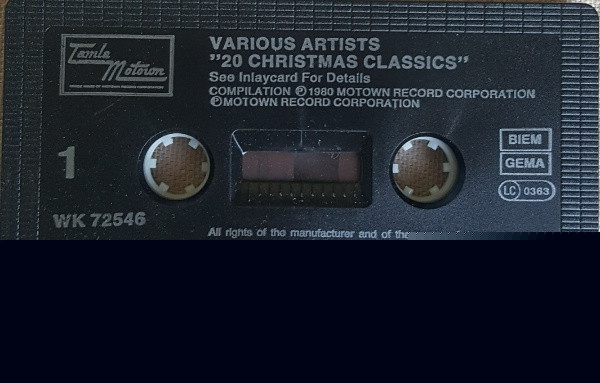 Tamla
Motown
VARIOUS ARTISTS
"20 CHRISTMAS CLASSICS"
See Inlaycard For Details
COMPILATION ℗ 1980 MOTOWN RECORD CORPORATION
℗ MOTOWN RECORD CORPORATION
1
BIEM
GEMA
LC 0363
WK 72546
All rights of the manufacturer and of the